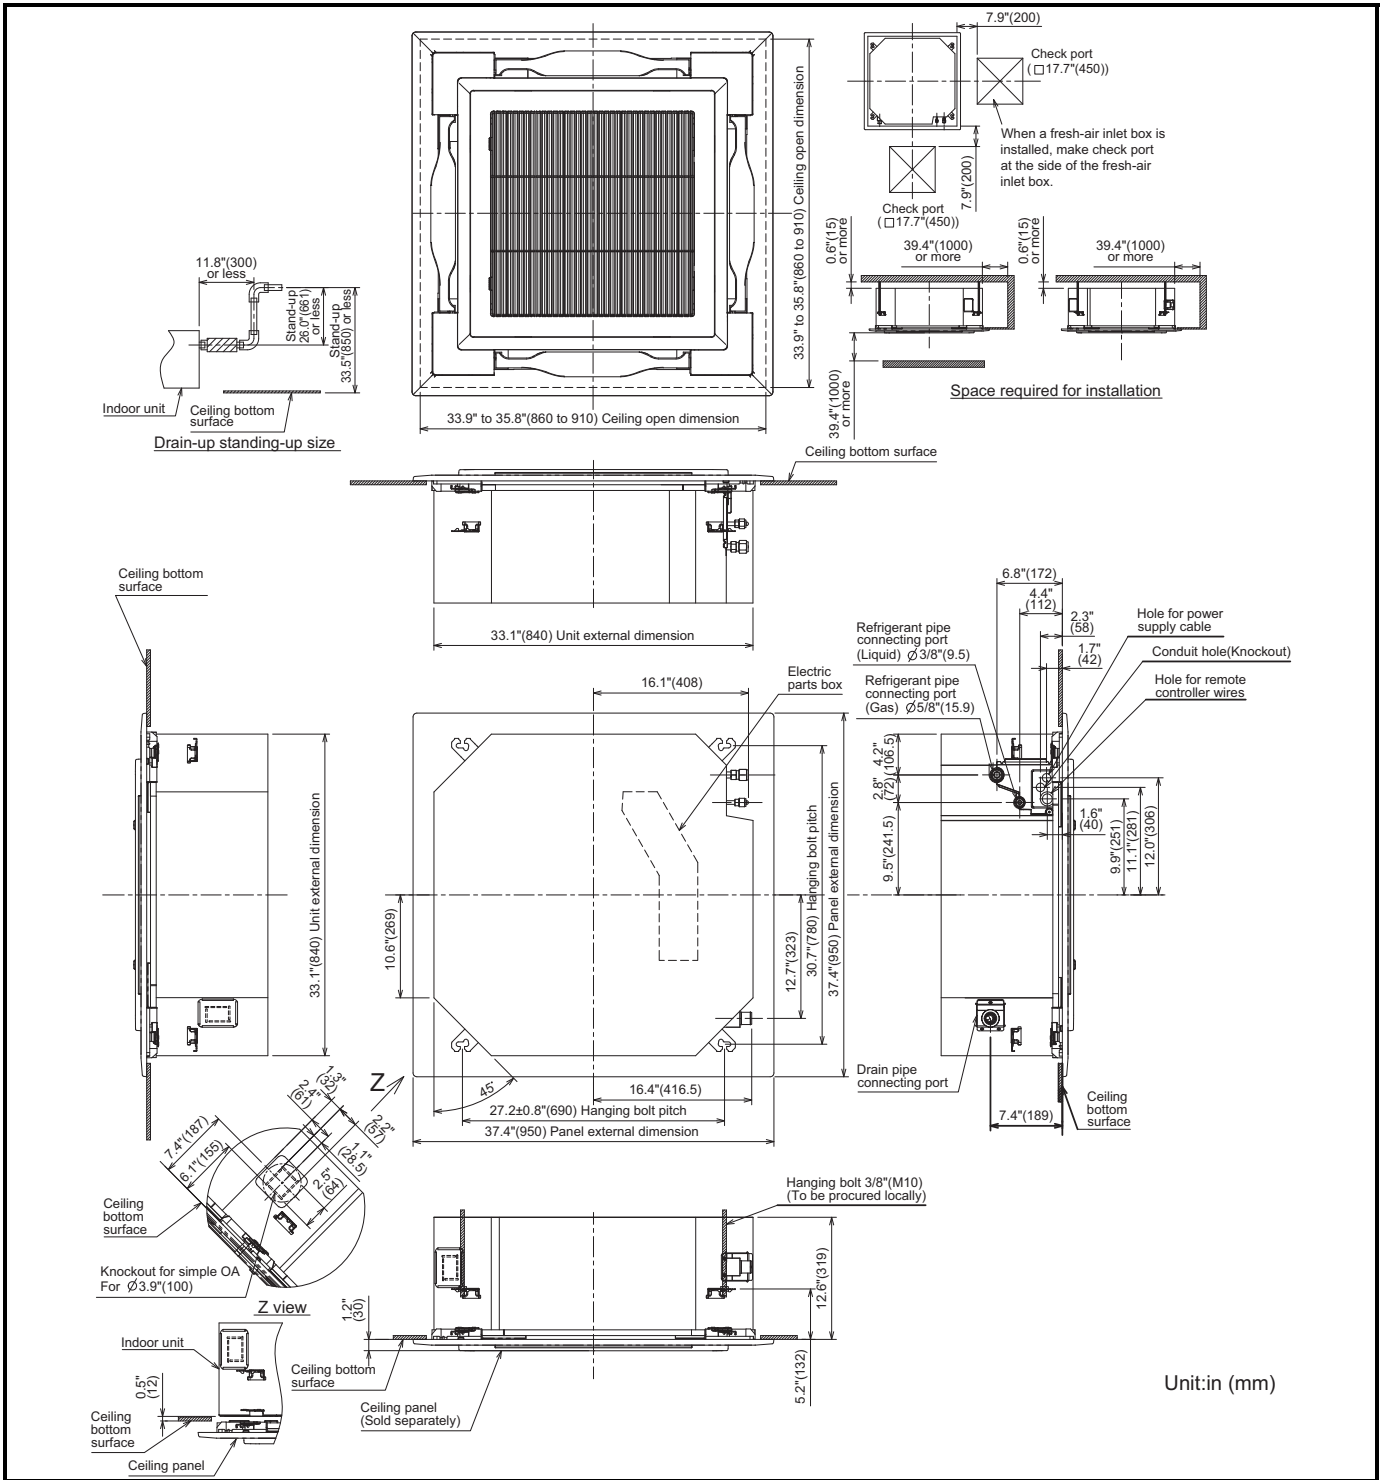 7.9"(200)
Check port
( □17.7"(450))
When a fresh-air inlet box is
installed, make check port
at the side of the fresh-air
inlet box.
7.9"(200)
Check port
( □17.7"(450))
33.9" to 35.8"(860 to 910) Ceiling open dimension
33.9" to 35.8"(860 to 910) Ceiling open dimension
0.6"(15)
or more
39.4"(1000)
or more
0.6"(15)
or more
39.4"(1000)
or more
39.4"(1000)
or more
Space required for installation
11.8"(300)
or less
Stand-up
26.0"(661)
or less
Stand-up
33.5"(850) or less
Indoor unit
Ceiling bottom
surface
Drain-up standing-up size
Ceiling bottom surface
33.1"(840) Unit external dimension
Ceiling bottom
surface
33.1"(840) Unit external dimension
16.1"(408)
Electric
parts box
10.6"(269)
12.7"(323)
30.7"(780) Hanging bolt pitch
37.4"(950) Panel external dimension
45°
16.4"(416.5)
27.2±0.8"(690) Hanging bolt pitch
37.4"(950) Panel external dimension
6.8"(172)
4.4"
(112)
2.3"
(58)
1.7"
(42)
Refrigerant pipe
connecting port
(Liquid) Ø3/8"(9.5)
Refrigerant pipe
connecting port
(Gas) Ø5/8"(15.9)
Hole for power
supply cable
Conduit hole(Knockout)
Hole for remote
controller wires
4.2"
(106.5)
2.8"
(72)
9.5"(241.5)
1.6"
(40)
9.9"(251)
11.1"(281)
12.0"(306)
Drain pipe
connecting port
7.4"(189)
Ceiling
bottom
surface
Z
1.3"
(32)
2.4"
(61)
2.2"
(57)
1.1"
(28.5)
2.5"
(64)
7.4"(187)
6.1"(155)
Ceiling
bottom
surface
Knockout for simple OA
For Ø3.9"(100)
Z view
Hanging bolt 3/8"(M10)
(To be procured locally)
1.2"
(30)
12.6"(319)
5.2"(132)
Ceiling bottom
surface
Ceiling panel
(Sold separately)
Indoor unit
0.5"
(12)
Ceiling
bottom
surface
Ceiling panel
Unit:in (mm)